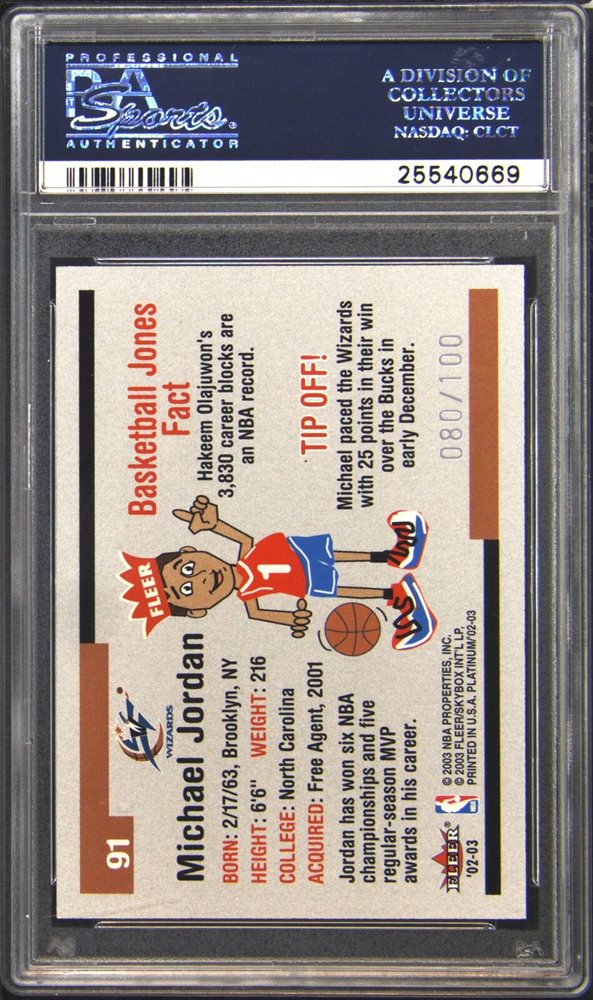 PROFESSIONAL
PSA
Sports.
AUTHENTICATOR
A DIVISION OF
COLLECTORS
UNIVERSE
NASDAQ: CLCT
25540669
91
WIZARDS
Michael Jordan
BORN: 2/17/63, Brooklyn, NY
HEIGHT: 6'6" WEIGHT: 216
COLLEGE: North Carolina
ACQUIRED: Free Agent, 2001
Jordan has won six NBA
championships and five
regular-season MVP
awards in his career.
FLEER®
'02-03
NBA
© 2003 NBA PROPERTIES, INC.
© 2003 FLEER/SKYBOX INT'L LP,
PRINTED IN U.S.A. PLATINUM/'02-03
FLEER
1
Basketball Jones
Fact
Hakeem Olajuwon's
3,830 career blocks are
an NBA record.
TIP OFF!
Michael paced the Wizards
with 25 points in their win
over the Bucks in
early December.
080/100